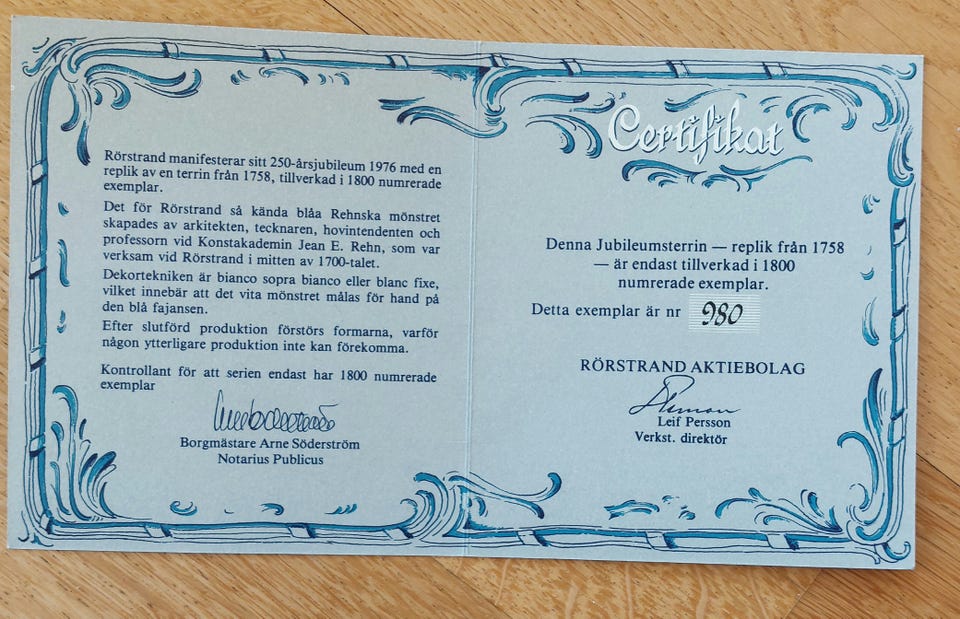 Rörstrand manifesterar sitt 250-årsjubileum 1976 med en
replik av en terrin från 1758, tillverkad i 1800 numrerade
exemplar.
Det för Rörstrand så kända blåa Rehnska mönstret
skapades av arkitekten, tecknaren, hovintendenten och
professorn vid Konstakademin Jean E. Rehn, som var
verksam vid Rörstrand i mitten av 1700-talet.
Dekortekniken är bianco sopra bianco eller blanc fixe,
vilket innebär att det vita mönstret målas för hand på
den blå fajansen.
Efter slutförd produktion förstörs formarna, varför
någon ytterligare produktion inte kan förekomma.
Kontrollant för att serien endast har 1800 numrerade
exemplar
Borgmästare Arne Söderström
Notarius Publicus
Certifikat
Denna Jubileumsterrin — replik från 1758
— är endast tillverkad i 1800
numrerade exemplar.
Detta exemplar är nr 980
RÖRSTRAND AKTIEBOLAG
Leif Persson
Verkst. direktör